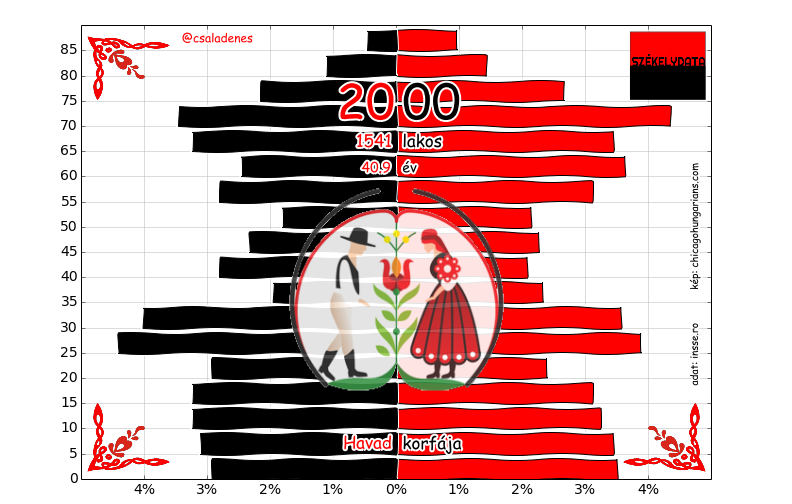 @csaladenes
SZÉKELYDATA
2000
1541 lakos
40.9 év
kép: chicagohungarians.com
adat: insse.ro
Havad korfája
85
80
75
70
65
60
55
50
45
40
35
30
25
20
15
10
5
0
4% 3% 2% 1% 0% 1% 2% 3% 4%